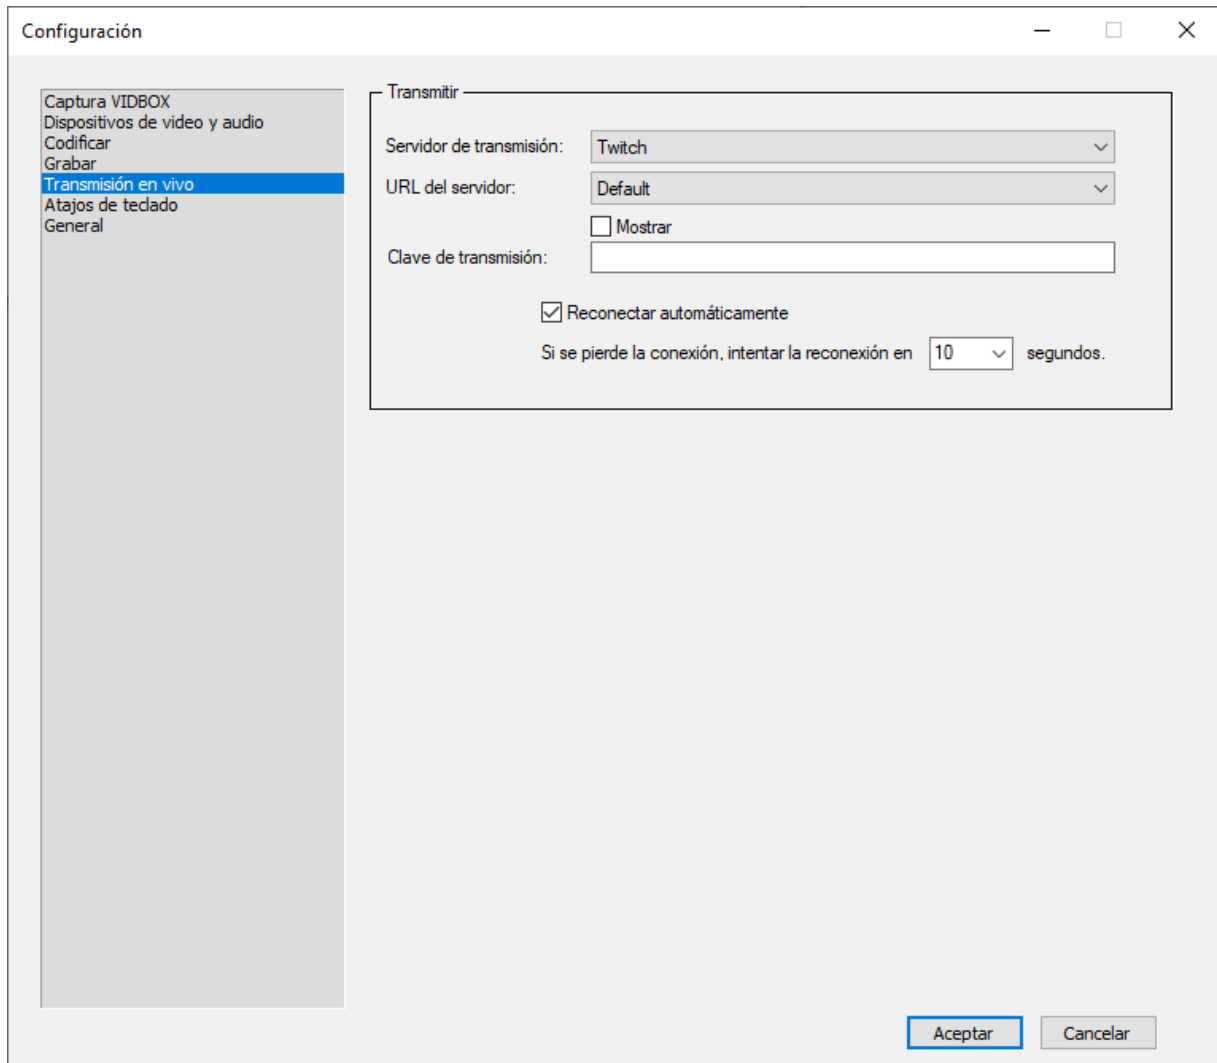 Configuración
Captura VIDBOX
Dispositivos de video y audio
Codificar
Grabar
Transmisión en vivo
Atajos de teclado
General
Transmitir
Servidor de transmisión: Twitch
URL del servidor: Default
Mostrar
Clave de transmisión:
Reconectar automáticamente
Si se pierde la conexión, intentar la reconexión en 10 segundos.
Aceptar Cancelar